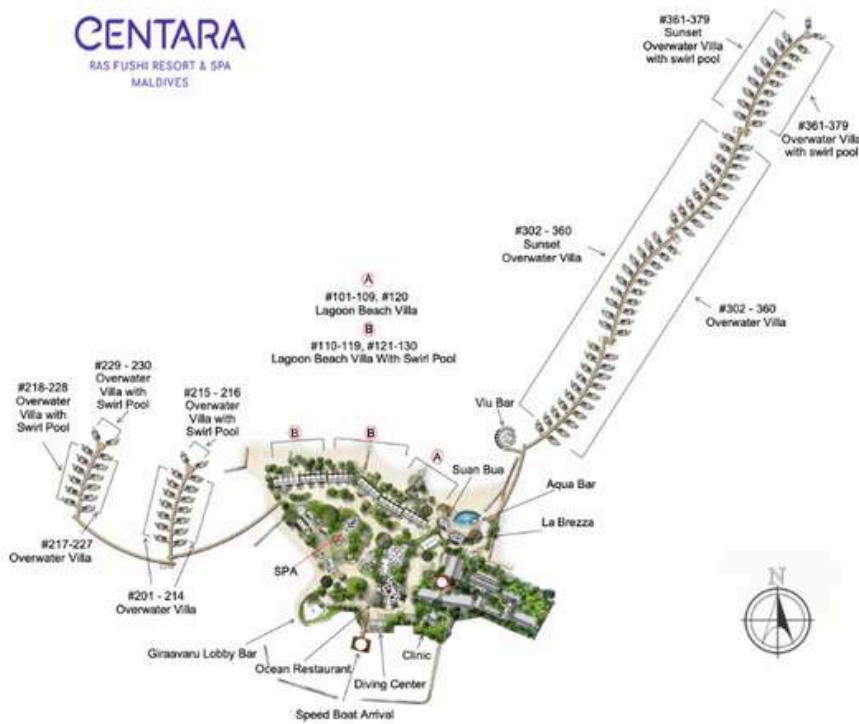 CENTARA
RAS FUSHI RESORT & SPA
MALDIVES
#361-379
Sunset
Overwater Villa
with swirl pool
#361-379
Overwater Villa
with swirl pool
#302 - 360
Sunset
Overwater Villa
#302 - 360
Overwater Villa
A
#101-109, #120
Lagoon Beach Villa
B
#110-119, #121-130
Lagoon Beach Villa With Swirl Pool
#229 - 230
Overwater
Villa with
Swirl Pool
#218-228
Overwater
Villa with
Swirl Pool
#215 - 216
Overwater
Villa with
Swirl Pool
Viu Bar
B
B
A
Suan Bua
Aqua Bar
La Brezza
#217-227
Overwater Villa
SPA
#201 - 214
Overwater Villa
N
Giraavaru Lobby Bar
Ocean Restaurant
Clinic
Diving Center
Speed Boat Arrival